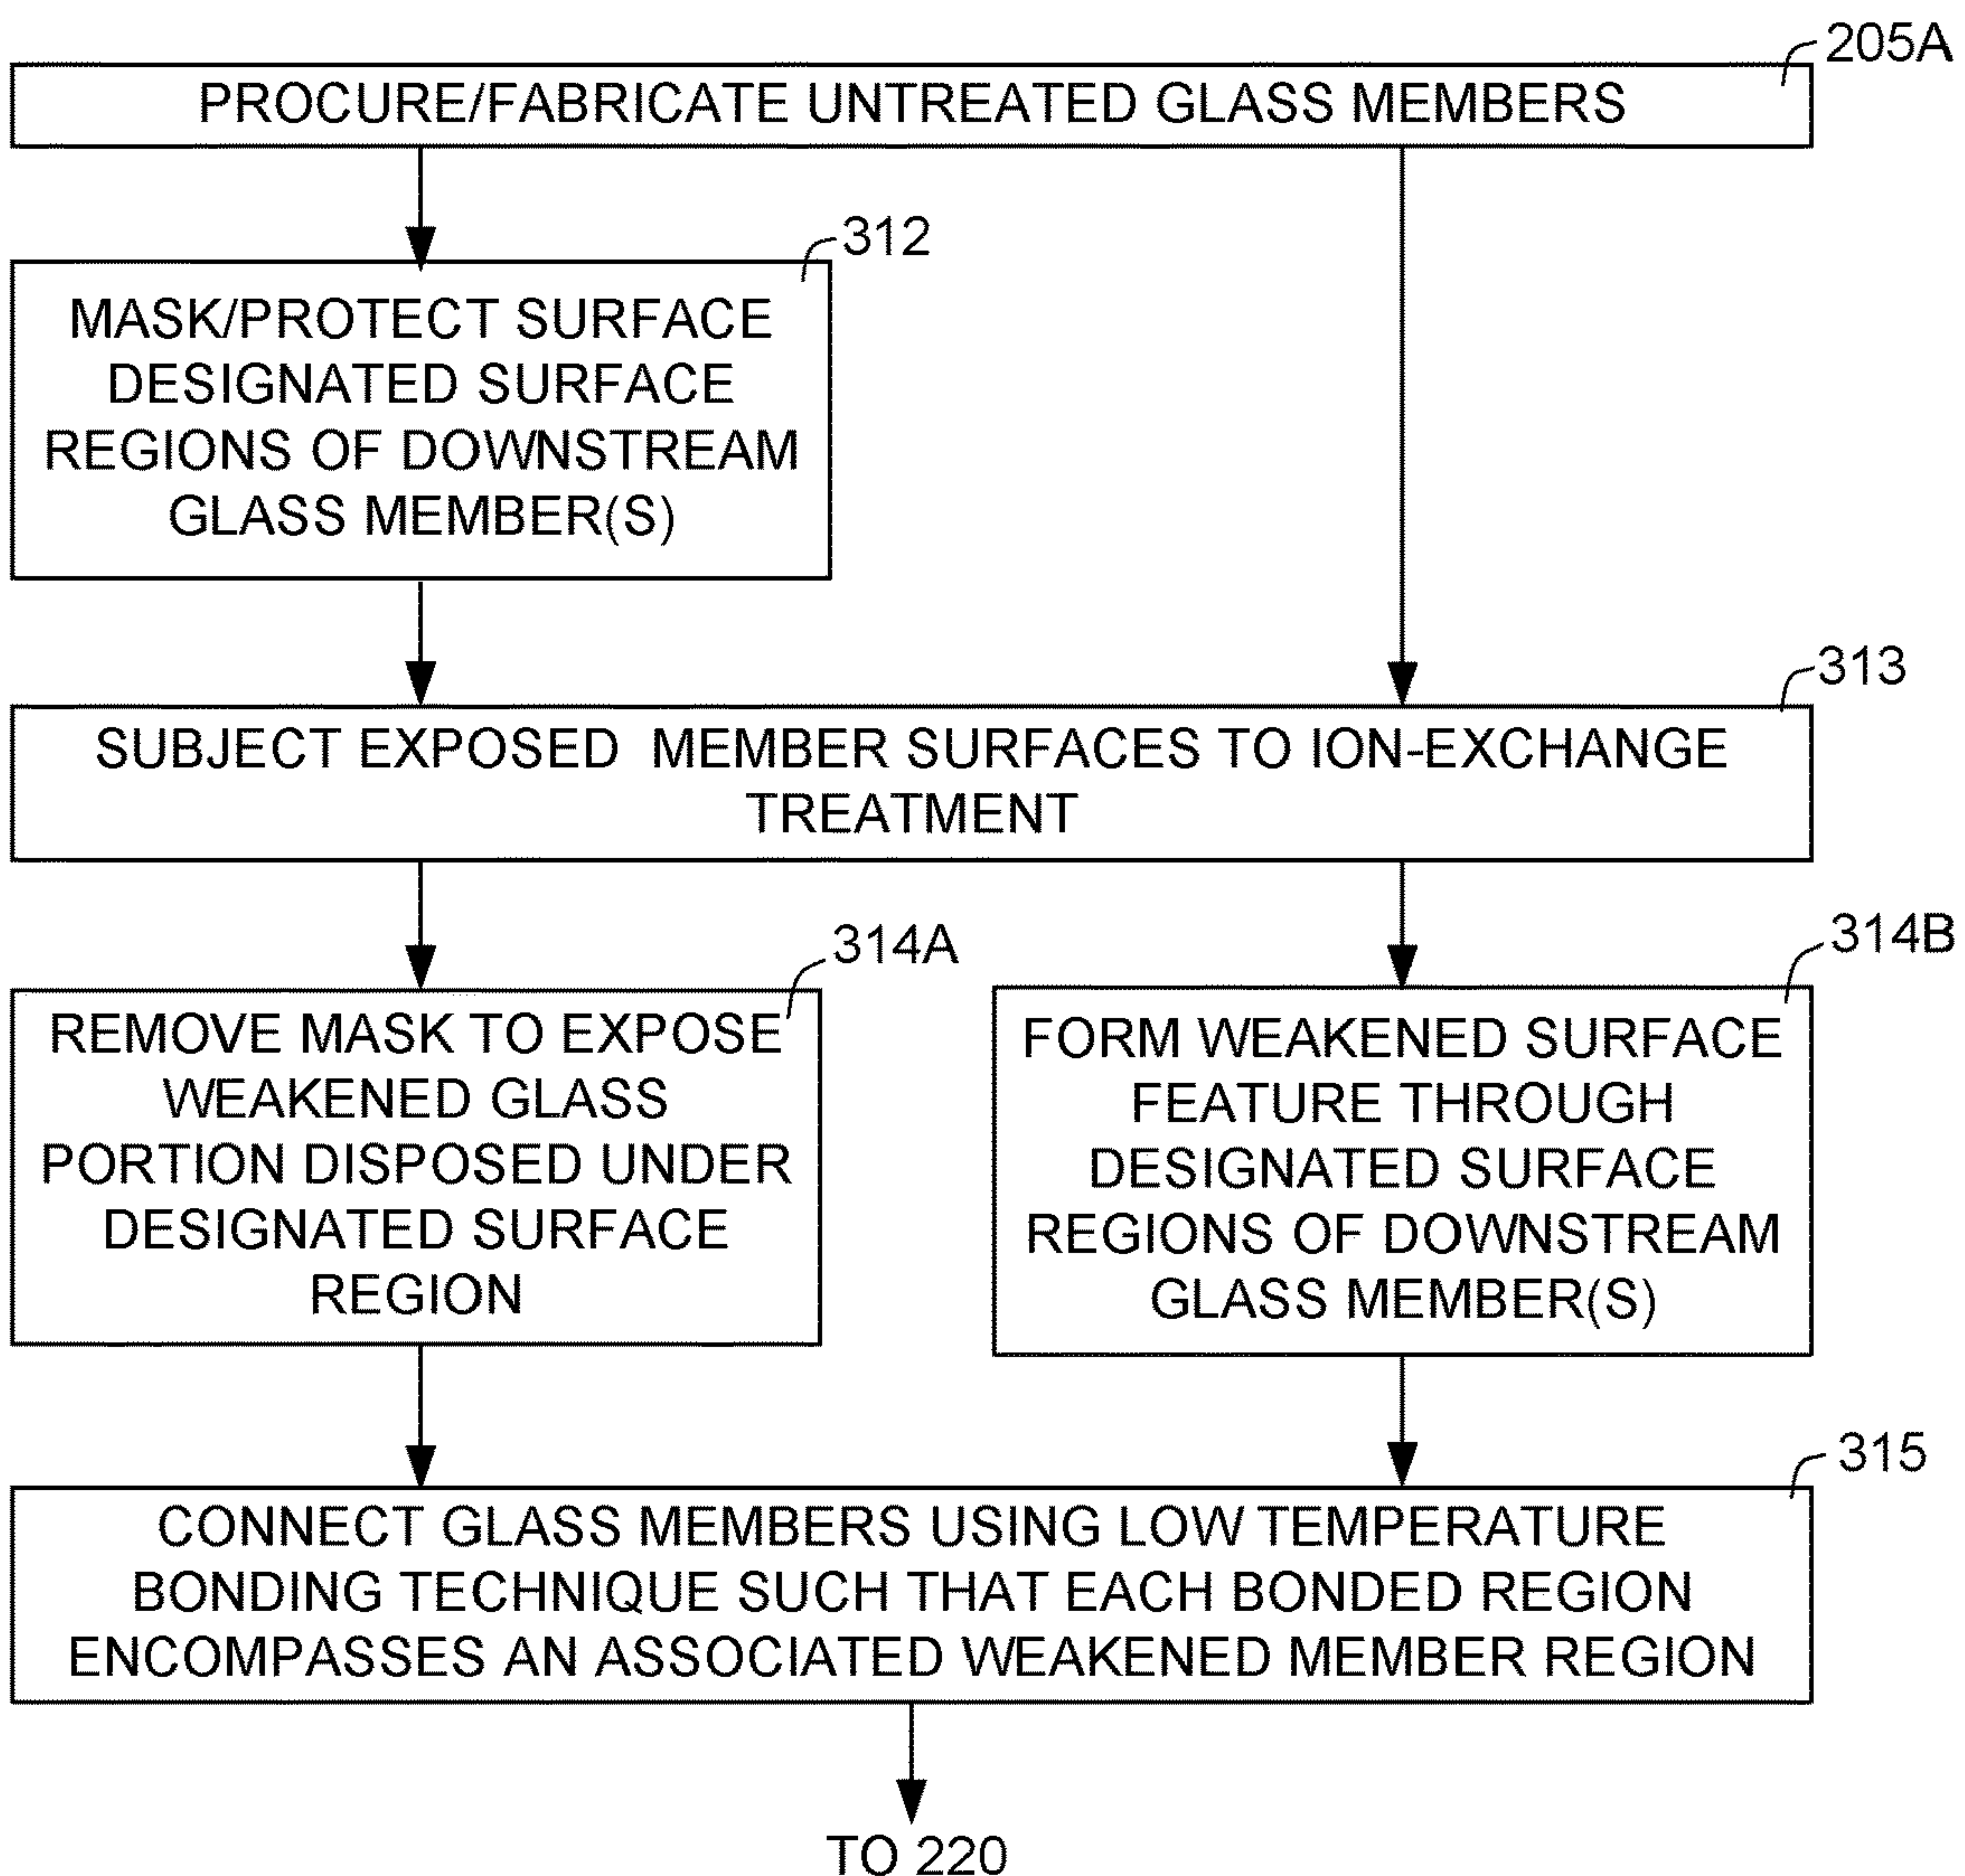 205A
PROCURE/FABRICATE UNTREATED GLASS MEMBERS
312
MASK/PROTECT SURFACE
DESIGNATED SURFACE
REGIONS OF DOWNSTREAM
GLASS MEMBER(S)
313
SUBJECT EXPOSED MEMBER SURFACES TO ION-EXCHANGE
TREATMENT
314A
REMOVE MASK TO EXPOSE
WEAKENED GLASS
PORTION DISPOSED UNDER
DESIGNATED SURFACE
REGION
314B
FORM WEAKENED SURFACE
FEATURE THROUGH
DESIGNATED SURFACE
REGIONS OF DOWNSTREAM
GLASS MEMBER(S)
315
CONNECT GLASS MEMBERS USING LOW TEMPERATURE
BONDING TECHNIQUE SUCH THAT EACH BONDED REGION
ENCOMPASSES AN ASSOCIATED WEAKENED MEMBER REGION
TO 220